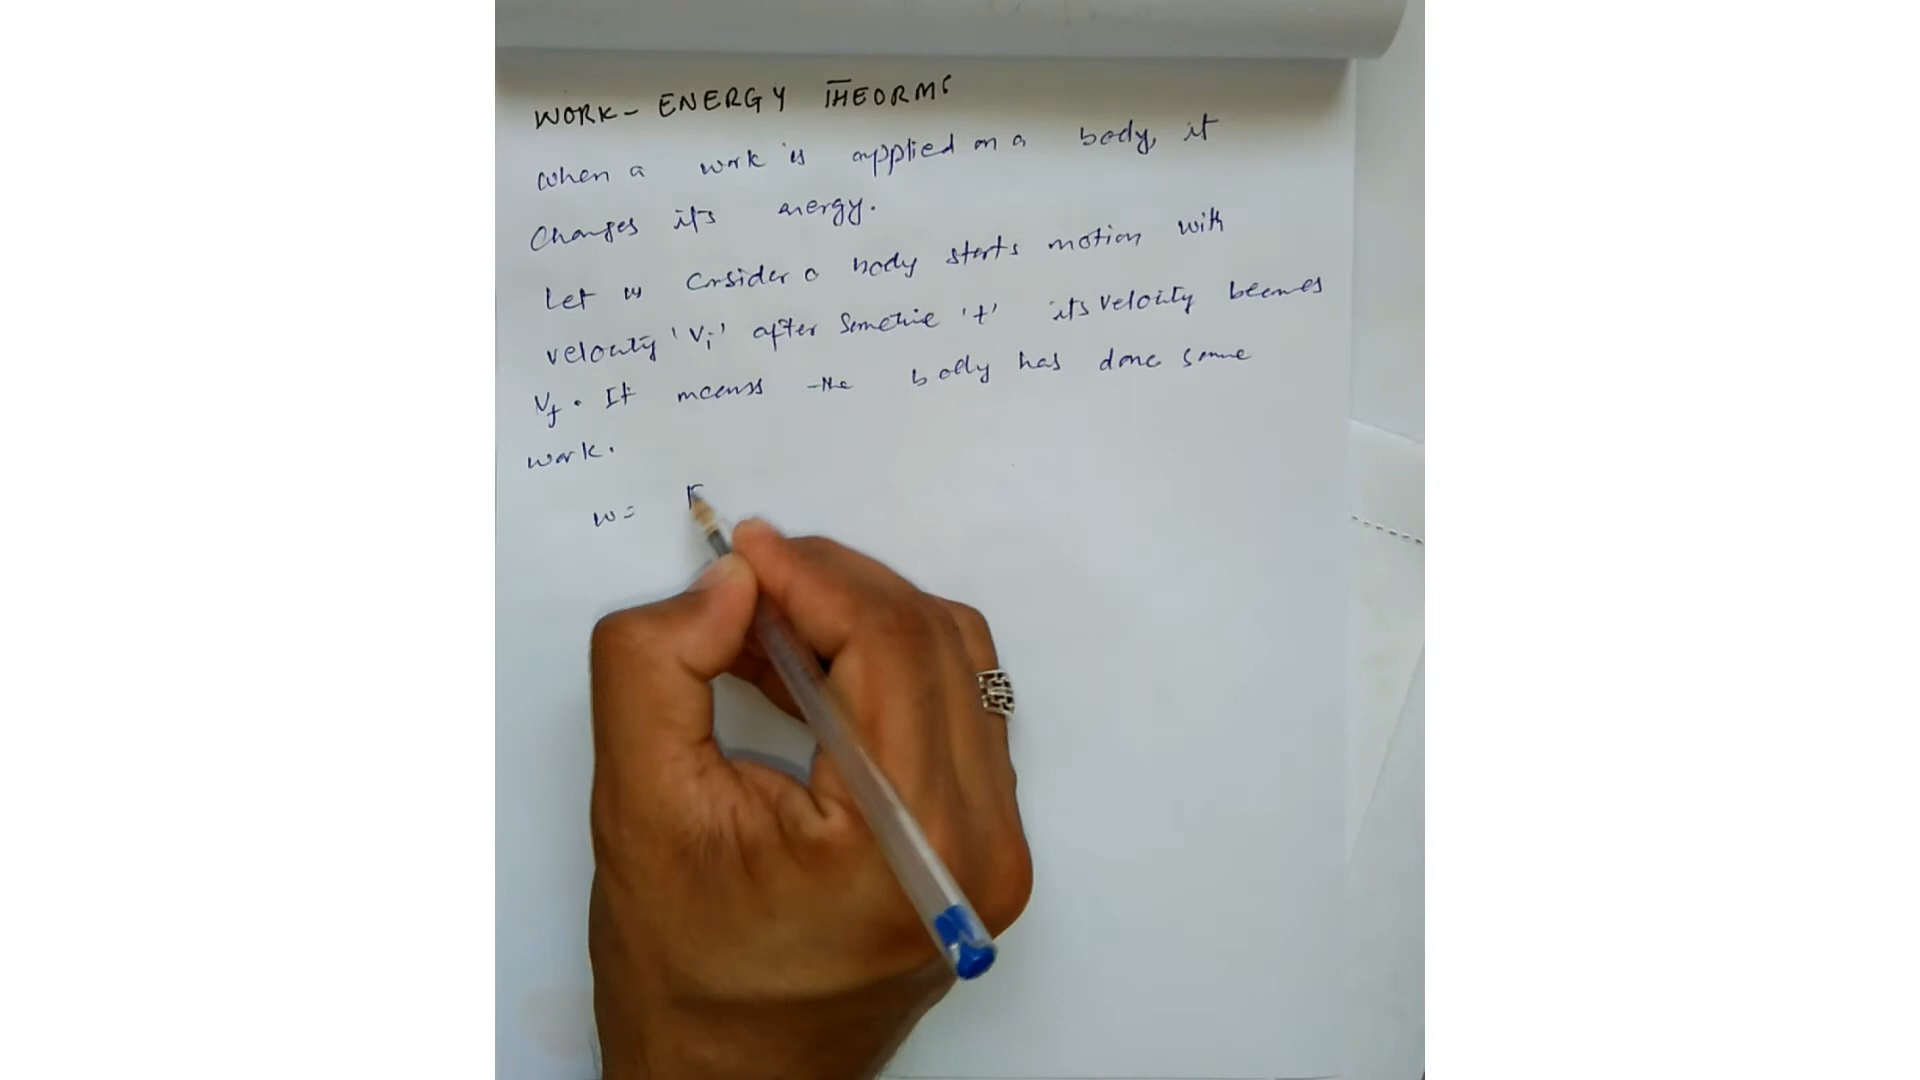 WORK - ENERGY THEORMS
when a work is applied on a body, it
changes its energy.
Let us consider a body starts motion with
velocity 'Vi' after sometime 't' its velocity becomes
Vf. It means the body has done some
work.
w = F